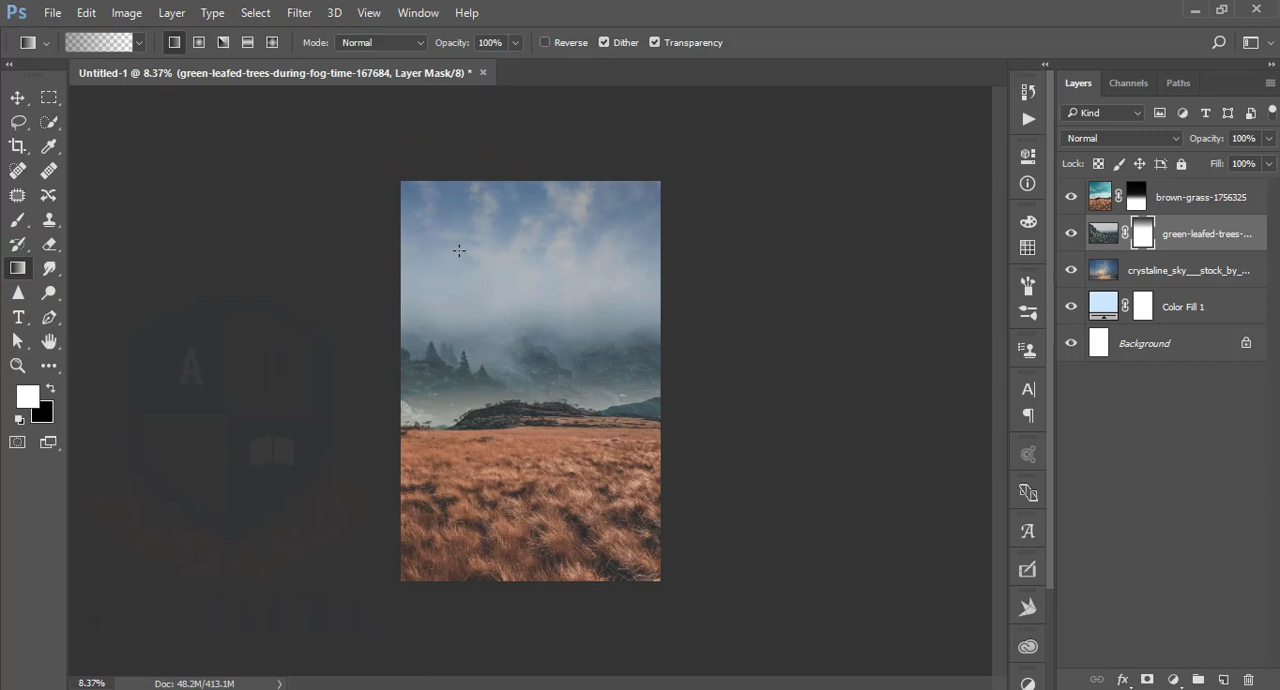 Ps File Edit Image Layer Type Select Filter 3D View Window Help
Mode: Normal Opacity: 100% Reverse Dither Transparency
Untitled-1 @ 8.37% (green-leafed-trees-during-fog-time-167684, Layer Mask/8) * ×
Layers Channels Paths
Kind
Normal Opacity: 100%
Lock: Fill: 100%
brown-grass-1756325
green-leafed-trees-...
crystaline_sky___stock_by_...
Color Fill 1
Background
8.37% Doc: 48.2M/413.1M